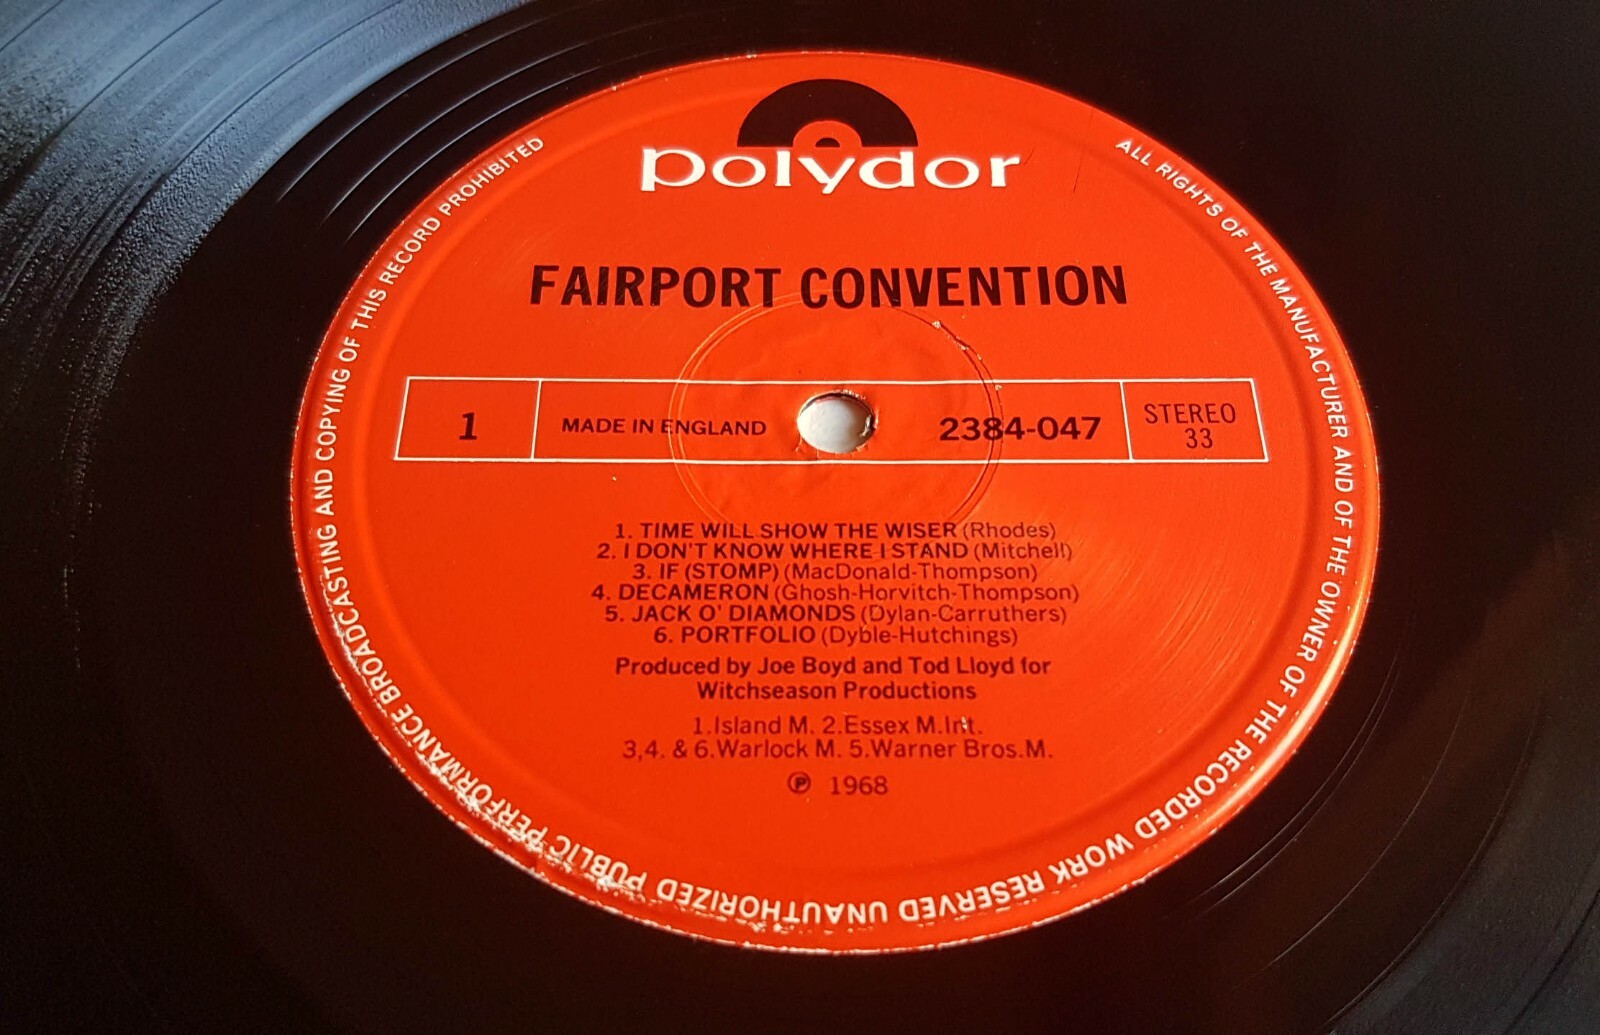 polydor
FAIRPORT CONVENTION
1
MADE IN ENGLAND
2384-047
STEREO
33
1. TIME WILL SHOW THE WISER (Rhodes)
2. I DON'T KNOW WHERE I STAND (Mitchell)
3. IF (STOMP) (MacDonald-Thompson)
4. DECAMERON (Ghosh-Horvitch-Thompson)
5. JACK O' DIAMONDS (Dylan-Carruthers)
6. PORTFOLIO (Dyble-Hutchings)
Produced by Joe Boyd and Tod Lloyd for
Witchseason Productions
1.Island M. 2.Essex M.Int.
3,4. & 6.Warlock M. 5.Warner Bros.M.
℗ 1968
ALL RIGHTS OF THE MANUFACTURER AND OF THE OWNER OF THE RECORDED WORK RESERVED UNAUTHORIZED PUBLIC PERFORMANCE BROADCASTING AND COPYING OF THIS RECORD PROHIBITED